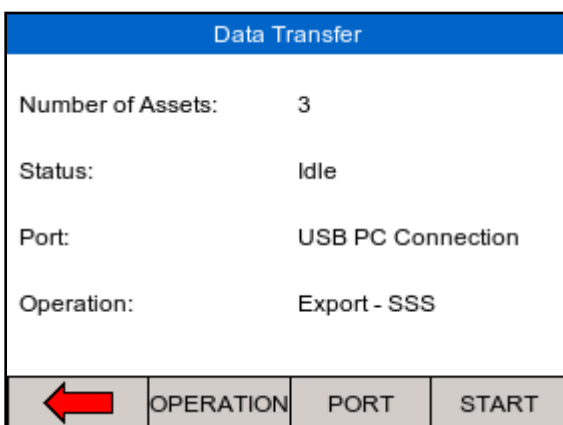 Data Transfer
Number of Assets: 3
Status: Idle
Port: USB PC Connection
Operation: Export - SSS
OPERATION PORT START